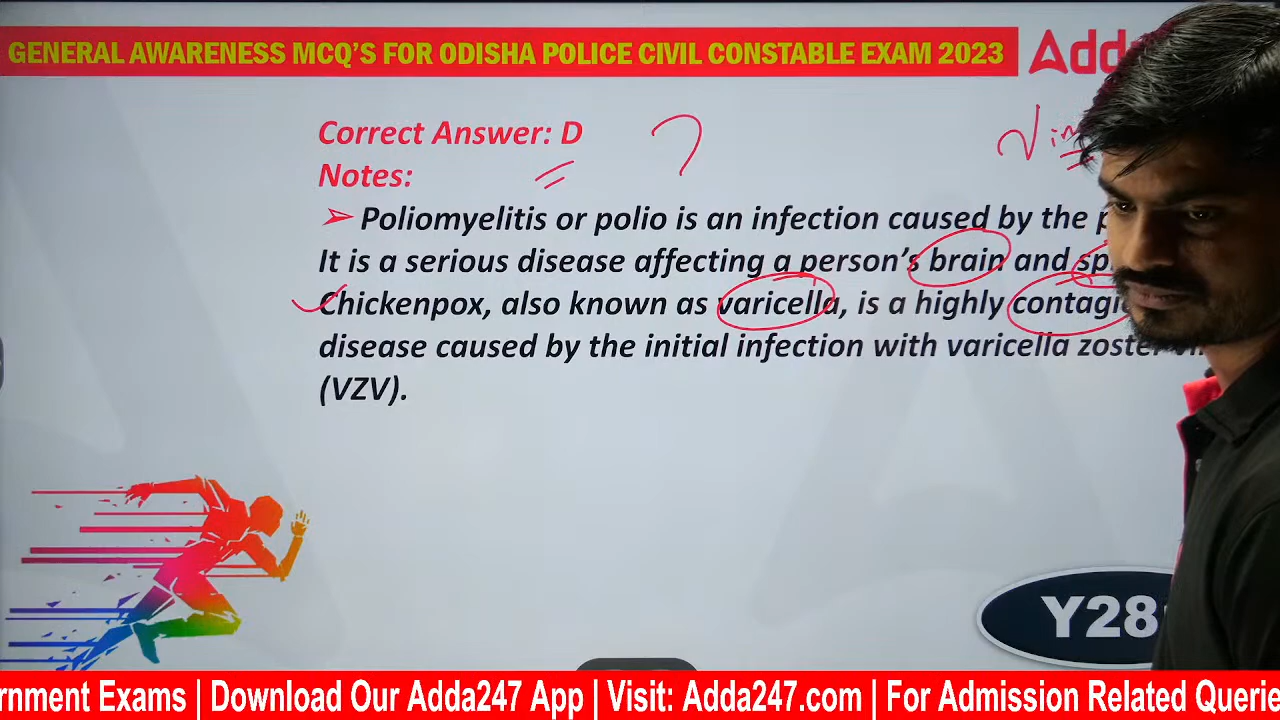 GENERAL AWARENESS MCQ'S FOR ODISHA POLICE CIVIL CONSTABLE EXAM 2023
Correct Answer: D
Notes:
➢ Poliomyelitis or polio is an infection caused by the
It is a serious disease affecting a person's brain and
Chickenpox, also known as varicella, is a highly
disease caused by the initial infection with varicella zoster
(VZV).
Exams | Download Our Adda247 App | Visit: Adda247.com | For Admission Related